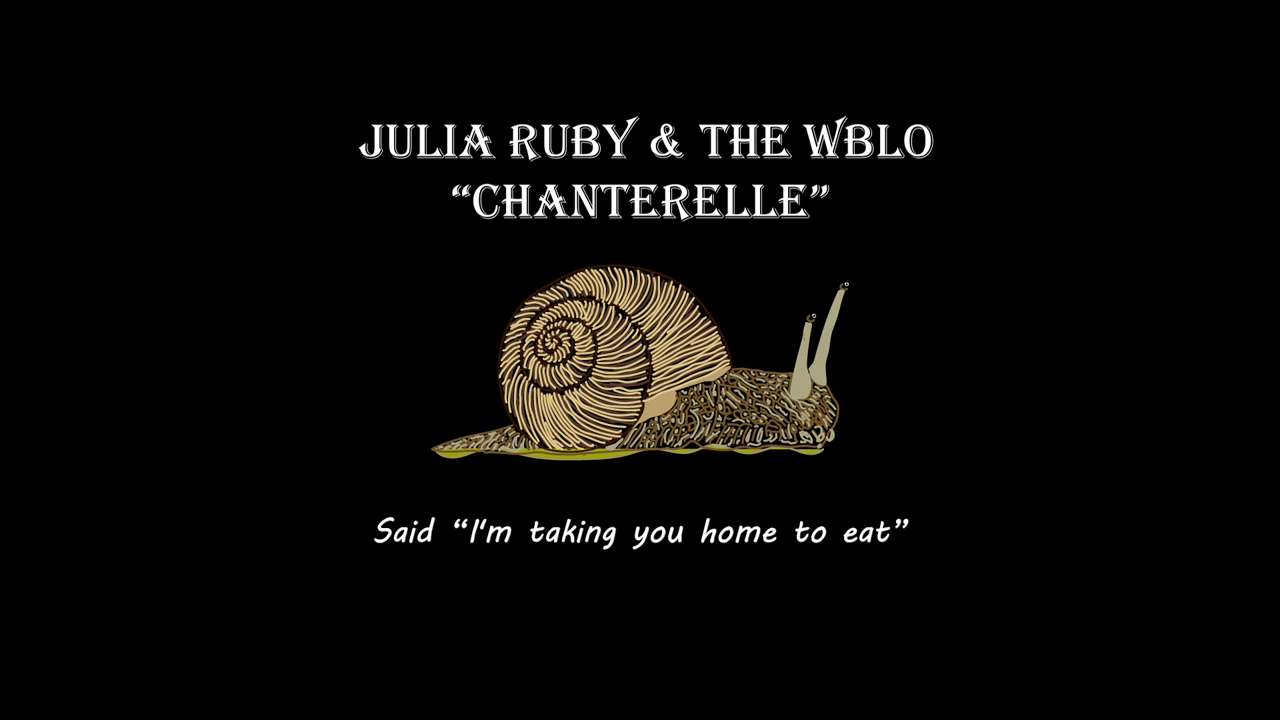 JULIA RUBY & THE WBLO
“CHANTERELLE”
Said “I'm taking you home to eat”